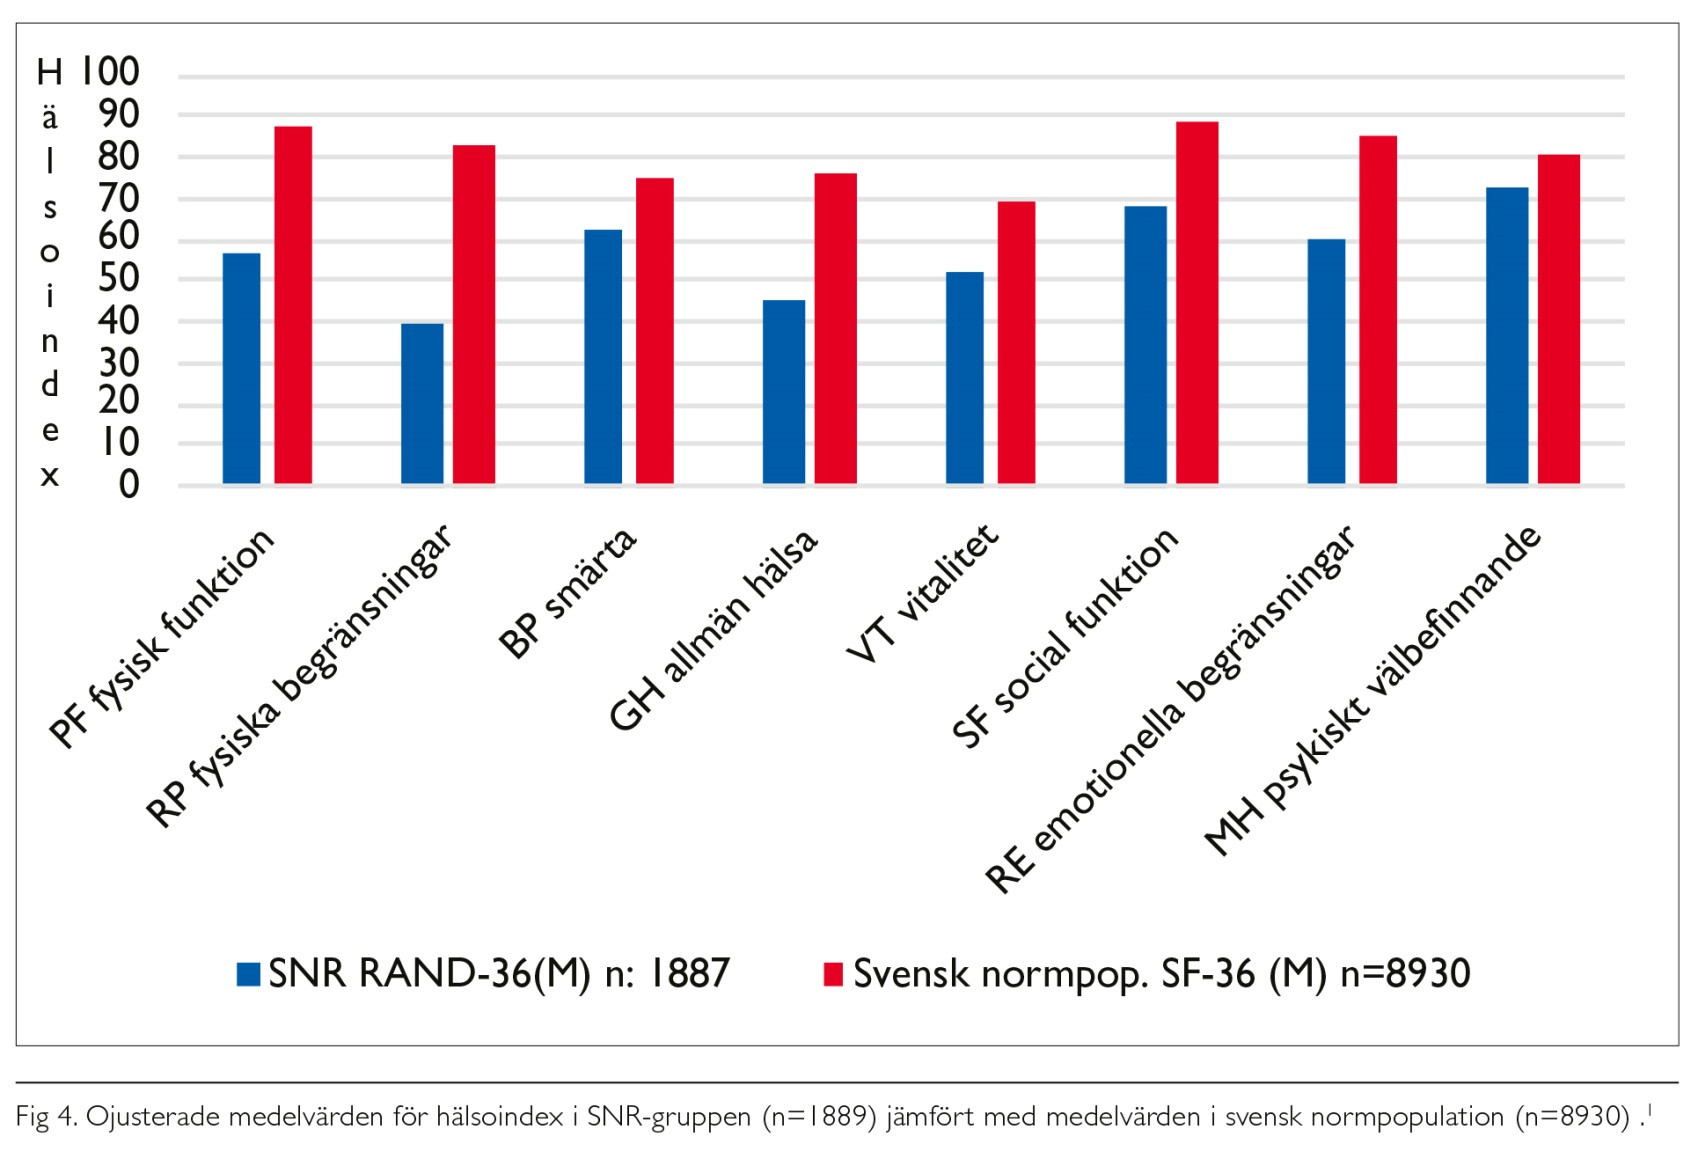 Hälsoindex
100
90
80
70
60
50
40
30
20
10
0
PF fysisk funktion
RP fysiska begränsningar
BP smärta
GH allmän hälsa
VT vitalitet
SF social funktion
RE emotionella begränsningar
MH psykiskt välbefinnande
SNR RAND-36(M) n: 1887
Svensk normpop. SF-36 (M) n=8930
Fig 4. Ojusterade medelvärden för hälsoindex i SNR-gruppen (n=1889) jämfört med medelvärden i svensk normpopulation (n=8930) .¹